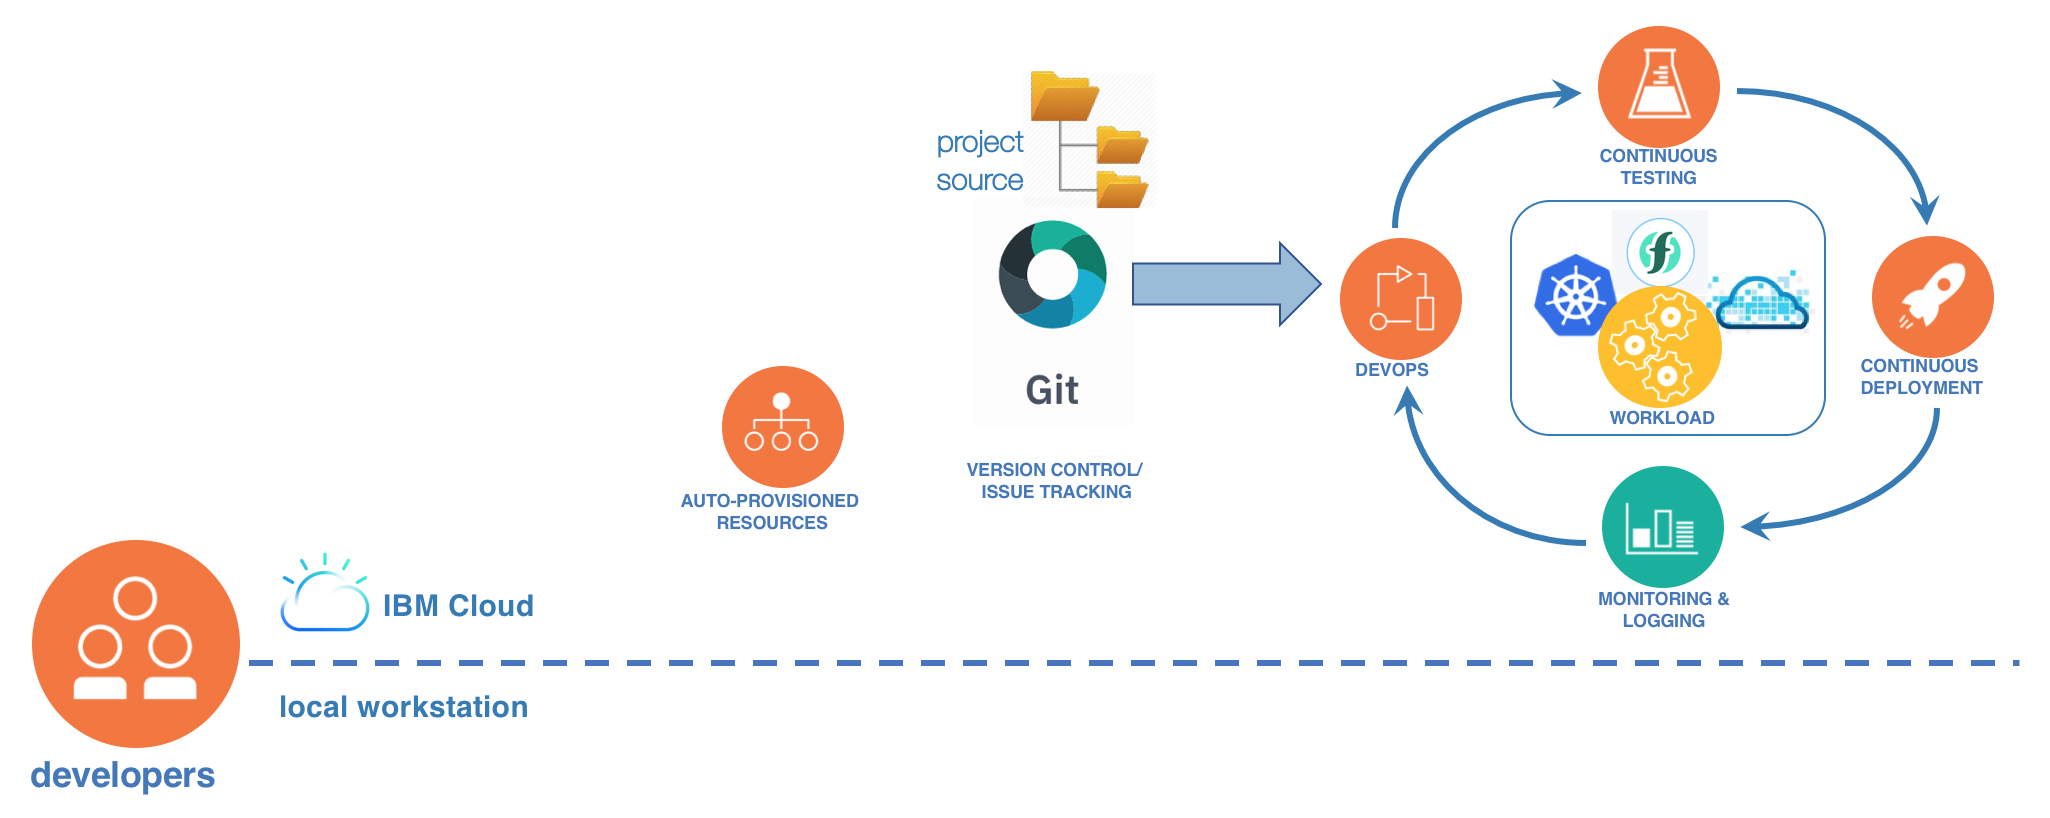 project
source
Git
VERSION CONTROL/
ISSUE TRACKING
AUTO-PROVISIONED
RESOURCES
CONTINUOUS
TESTING
DEVOPS
WORKLOAD
CONTINUOUS
DEPLOYMENT
MONITORING &
LOGGING
IBM Cloud
local workstation
developers